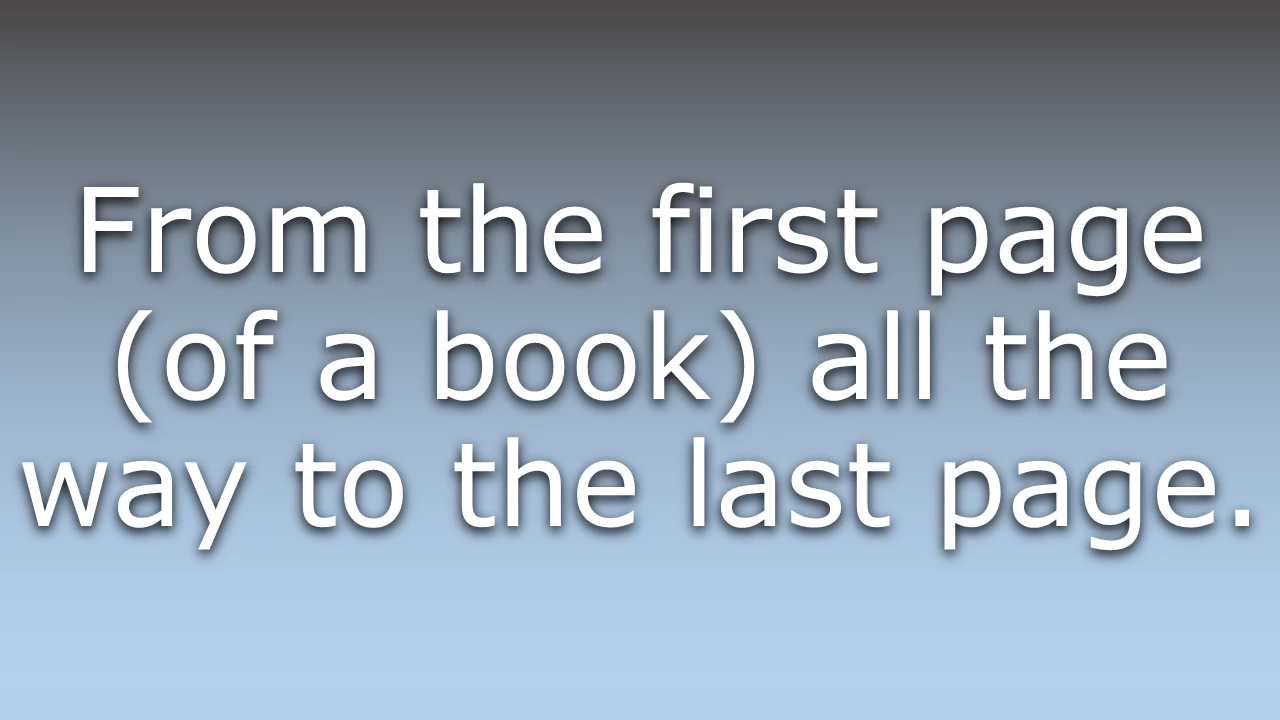 From the first page
(of a book) all the
way to the last page.